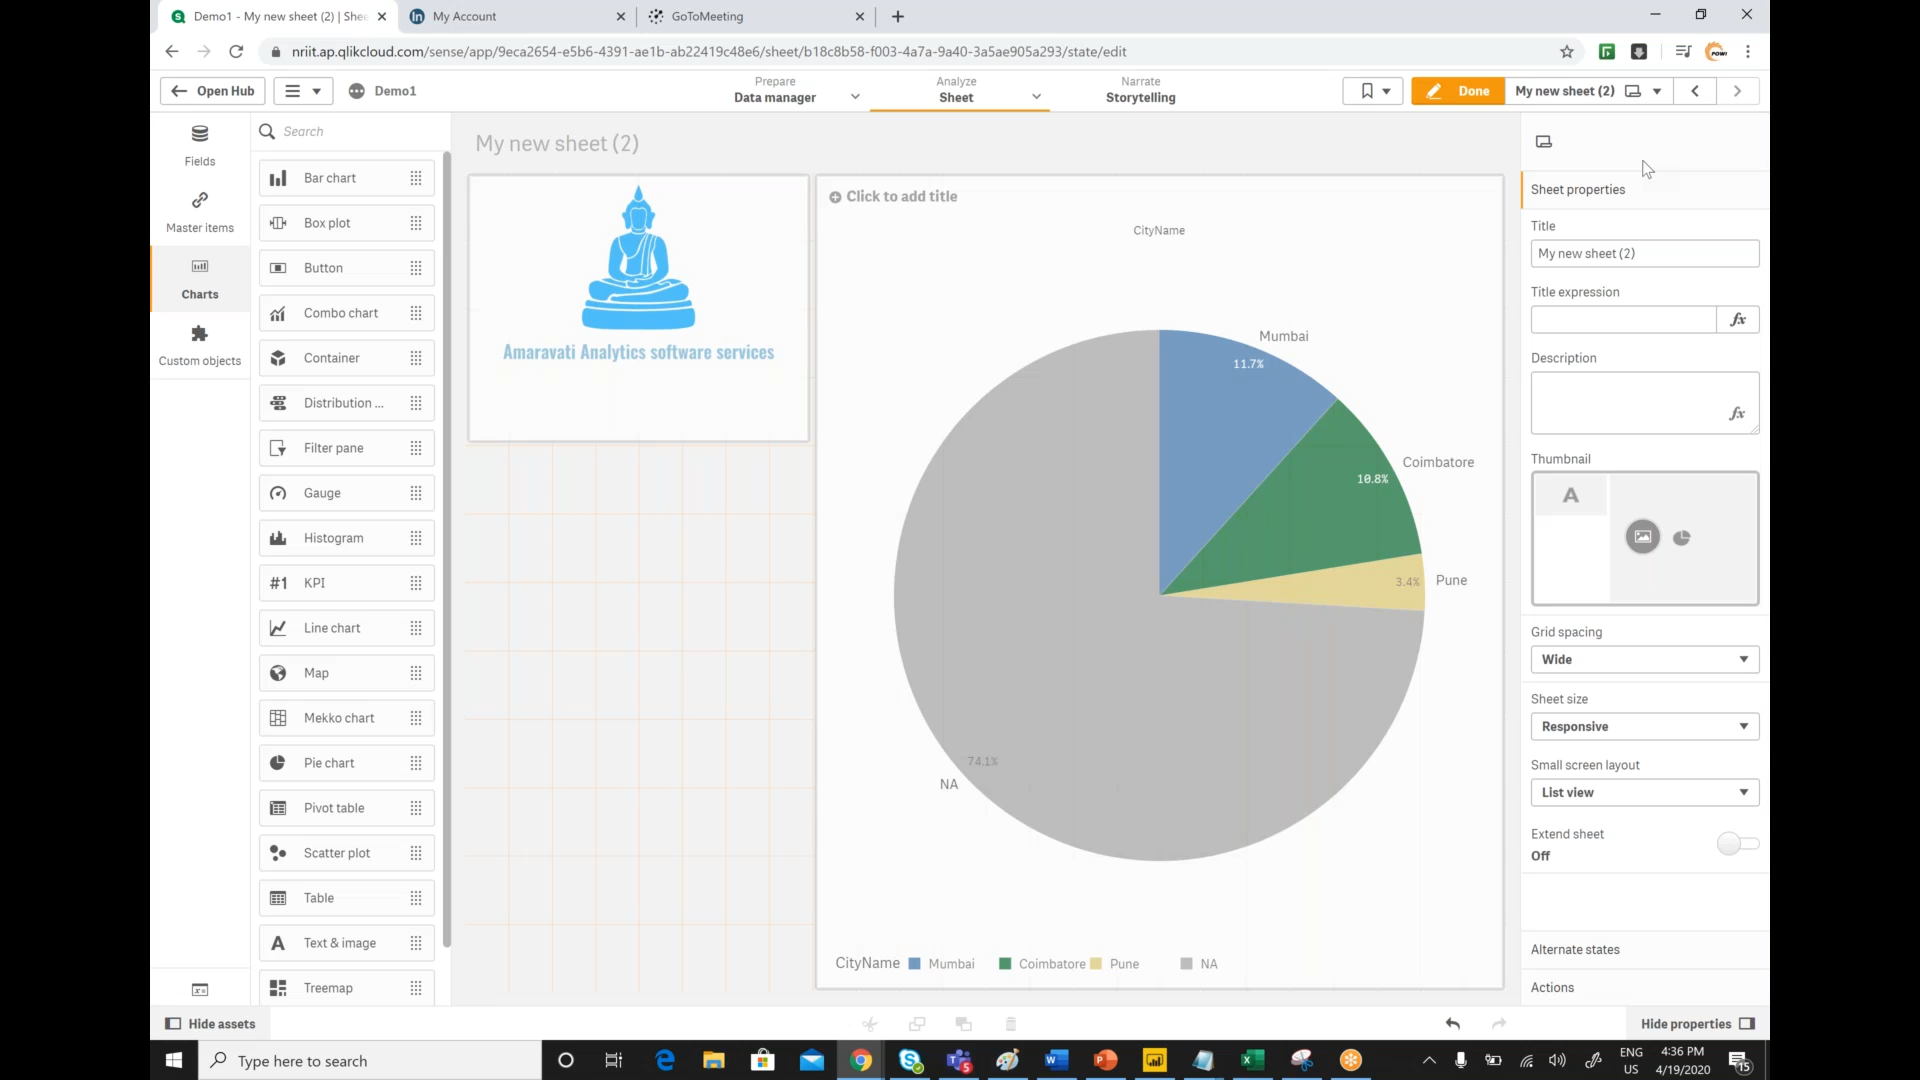 Demo1 - My new sheet (2) | Shee
My Account
GoToMeeting
nriit.ap.qlikcloud.com/sense/app/9eca2654-e5b6-4391-ae1b-ab22419c48e6/sheet/b18c8b58-f003-4a7a-9a40-3a5ae905a293/state/edit
Open Hub
Demo1
Prepare
Data manager
Analyze
Sheet
Narrate
Storytelling
Done
My new sheet (2)
Fields
Master items
Charts
Custom objects
Search
Bar chart
Box plot
Button
Combo chart
Container
Distribution ...
Filter pane
Gauge
Histogram
#1 KPI
Line chart
Map
Mekko chart
Pie chart
Pivot table
Scatter plot
Table
A Text & image
Treemap
My new sheet (2)
Amaravati Analytics software services
Click to add title
CityName
Mumbai
11.7%
Coimbatore
10.8%
Pune
3.4%
74.1%
NA
CityName Mumbai Coimbatore Pune NA
Sheet properties
Title
My new sheet (2)
Title expression
fx
Description
fx
Thumbnail
A
Grid spacing
Wide
Sheet size
Responsive
Small screen layout
List view
Extend sheet
Off
Alternate states
Actions
Hide assets
Hide properties
Type here to search
ENG
US
4:36 PM
4/19/2020
15